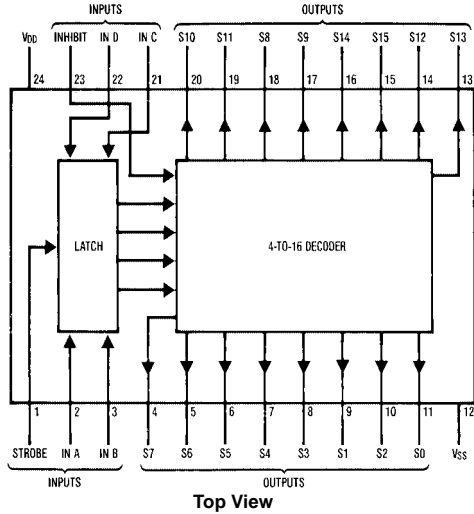 INPUTS OUTPUTS
VDD INHIBIT IN D IN C S10 S11 S8 S9 S14 S15 S12 S13
24 23 22 21 20 19 18 17 16 15 14 13
LATCH 4-TO-16 DECODER
1 2 3 4 5 6 7 8 9 10 11 12
STROBE IN A IN B S7 S6 S5 S4 S3 S1 S2 S0 VSS
INPUTS OUTPUTS
Top View